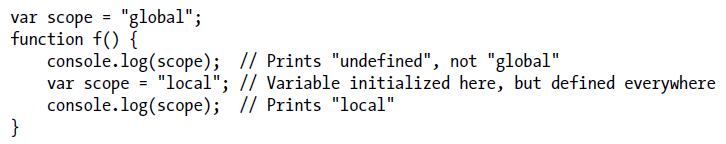 var scope = "global";
function f() {
    console.log(scope);  // Prints "undefined", not "global"
    var scope = "local"; // Variable initialized here, but defined everywhere
    console.log(scope);  // Prints "local"
}